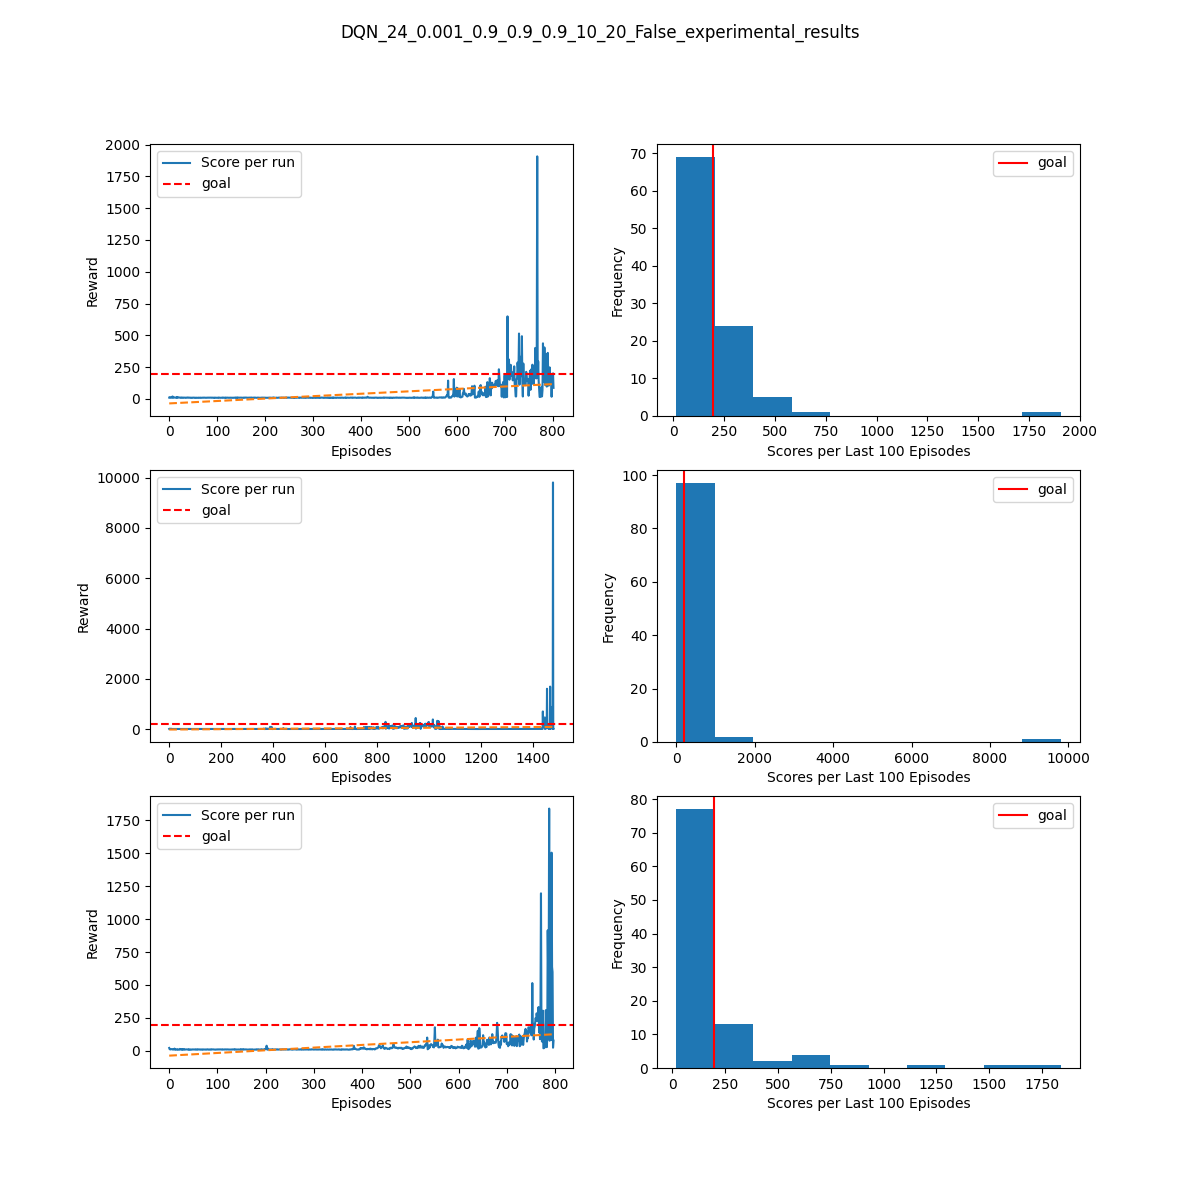 DQN_24_0.001_0.9_0.9_0.9_10_20_False_experimental_results
2000
1750
1500
1250
1000
750
500
250
0
Reward
Score per run
goal
0 100 200 300 400 500 600 700 800
Episodes
70
60
50
40
30
20
10
0
Frequency
goal
0 250 500 750 1000 1250 1500 1750 2000
Scores per Last 100 Episodes
10000
8000
6000
4000
2000
0
Reward
Score per run
goal
0 200 400 600 800 1000 1200 1400
Episodes
100
80
60
40
20
0
Frequency
goal
0 2000 4000 6000 8000 10000
Scores per Last 100 Episodes
1750
1500
1250
1000
750
500
250
0
Reward
Score per run
goal
0 100 200 300 400 500 600 700 800
Episodes
80
70
60
50
40
30
20
10
0
Frequency
goal
0 250 500 750 1000 1250 1500 1750
Scores per Last 100 Episodes